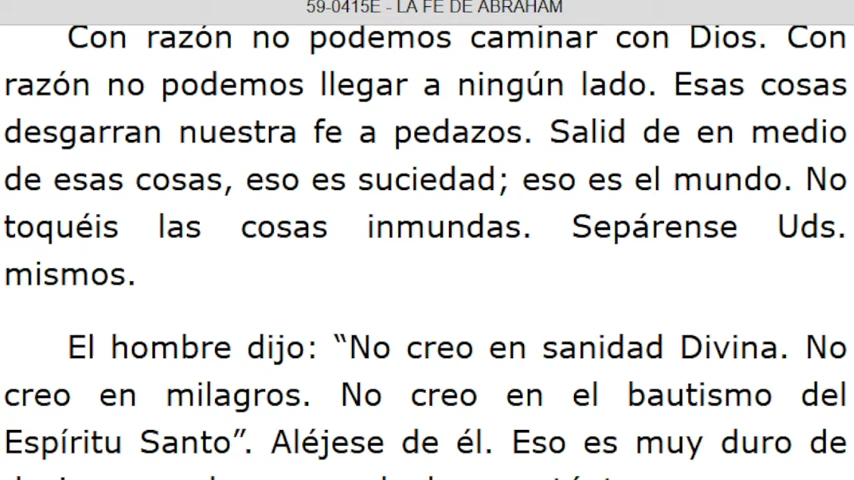 59-0415E - LA FE DE ABRAHAM
Con razón no podemos caminar con Dios. Con
razón no podemos llegar a ningún lado. Esas cosas
desgarran nuestra fe a pedazos. Salid de en medio
de esas cosas, eso es suciedad; eso es el mundo. No
toquéis las cosas inmundas. Sepárense Uds.
mismos.
El hombre dijo: “No creo en sanidad Divina. No
creo en milagros. No creo en el bautismo del
Espíritu Santo”. Aléjese de él. Eso es muy duro de